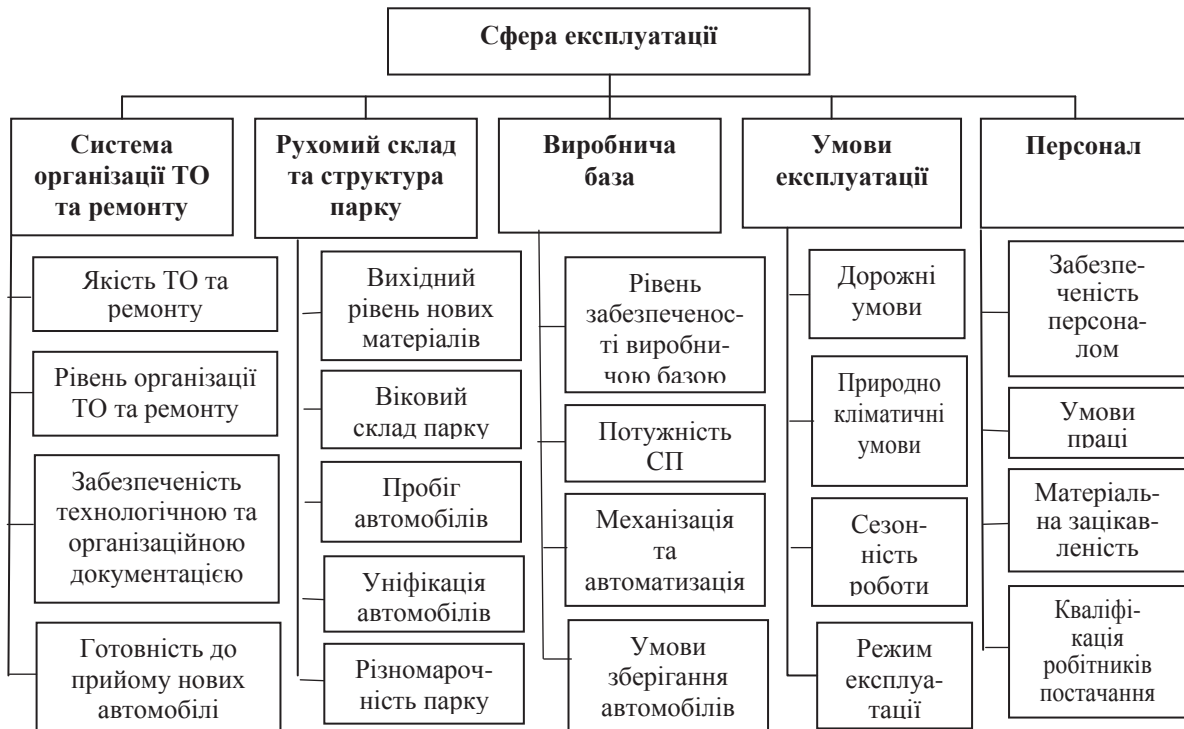 Сфера експлуатації
Система
організації ТО
та ремонту
Якість ТО та
ремонту
Рівень організації
ТО та ремонту
Забезпеченість
технологічною та
організаційною
документацією
Готовність до
прийому нових
автомобілі
Рухомий склад
та структура
парку
Вихідний
рівень нових
матеріалів
Віковий
склад парку
Пробіг
автомобілів
Уніфікація
автомобілів
Різномароч-
ність парку
Виробнича
база
Рівень
забезпеченос-
ті виробни-
чою базою
Потужність
СП
Механізація
та
автоматизація
Умови
зберігання
автомобілів
Умови
експлуатації
Дорожні
умови
Природно
кліматичні
умови
Сезон-
ність
роботи
Режим
експлуа-
тації
Персонал
Забезпе-
ченість
персона-
лом
Умови
праці
Матеріаль-
на зацікав-
леність
Кваліфі-
кація
робітників
постачання